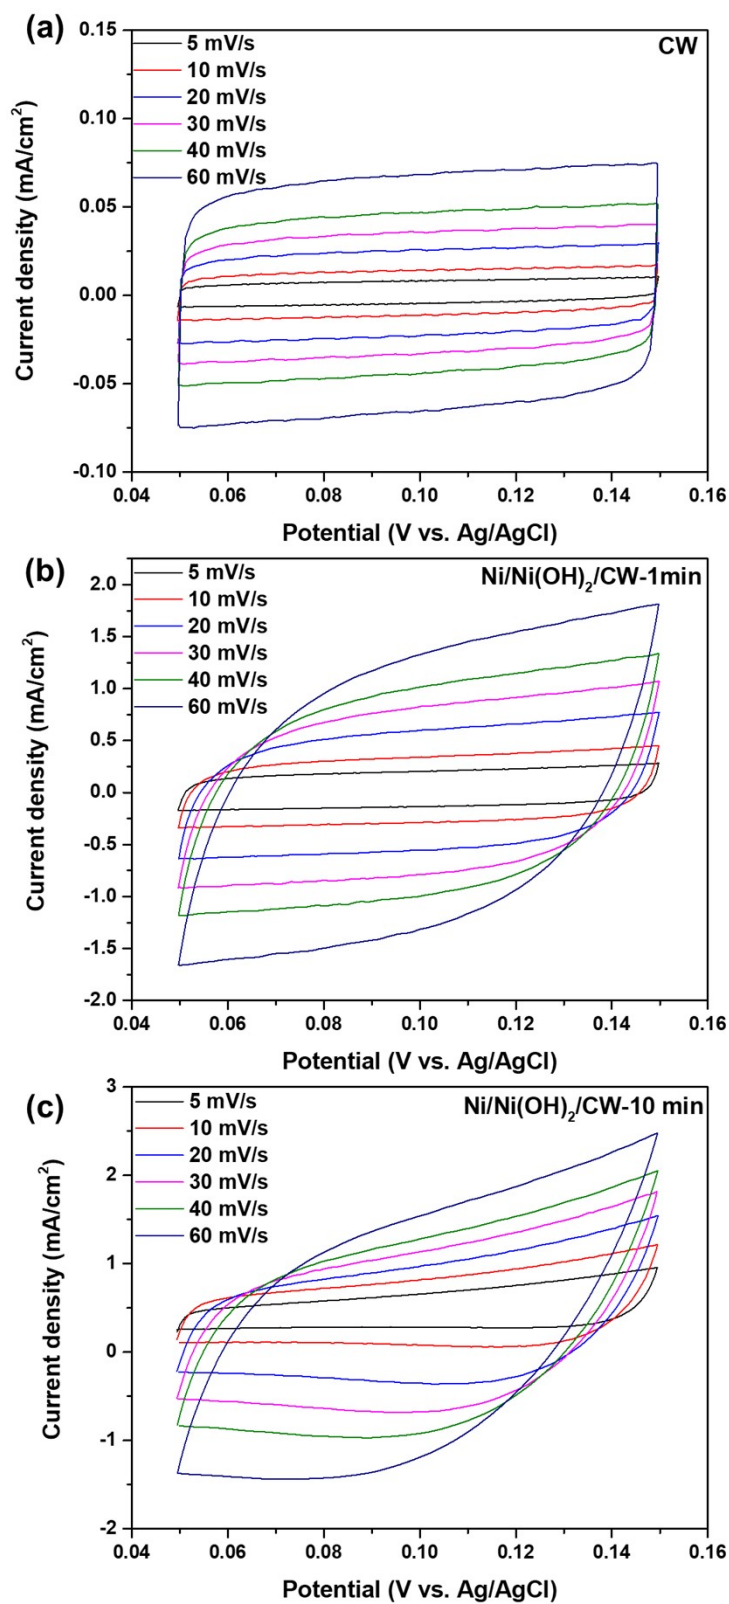 (a)
CW
5 mV/s
10 mV/s
20 mV/s
30 mV/s
40 mV/s
60 mV/s
Current density (mA/cm²)
0.15
0.10
0.05
0.00
-0.05
-0.10
0.04 0.06 0.08 0.10 0.12 0.14 0.16
Potential (V vs. Ag/AgCl)
(b)
Ni/Ni(OH)₂/CW-1min
5 mV/s
10 mV/s
20 mV/s
30 mV/s
40 mV/s
60 mV/s
Current density (mA/cm²)
2.0
1.5
1.0
0.5
0.0
-0.5
-1.0
-1.5
-2.0
0.04 0.06 0.08 0.10 0.12 0.14 0.16
Potential (V vs. Ag/AgCl)
(c)
Ni/Ni(OH)₂/CW-10 min
5 mV/s
10 mV/s
20 mV/s
30 mV/s
40 mV/s
60 mV/s
Current density (mA/cm²)
3
2
1
0
-1
-2
0.04 0.06 0.08 0.10 0.12 0.14 0.16
Potential (V vs. Ag/AgCl)